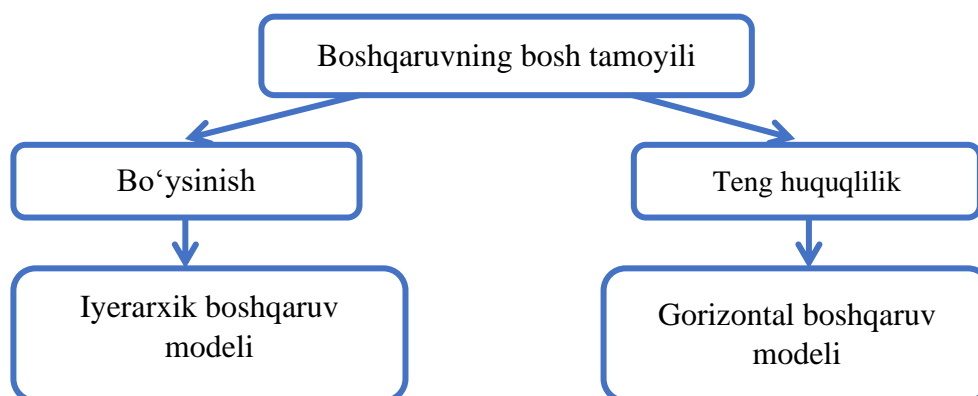 Boshqaruvning bosh tamoyili
Bo‘ysinish
Teng huquqlilik
Iyerarxik boshqaruv
modeli
Gorizontal boshqaruv
modeli